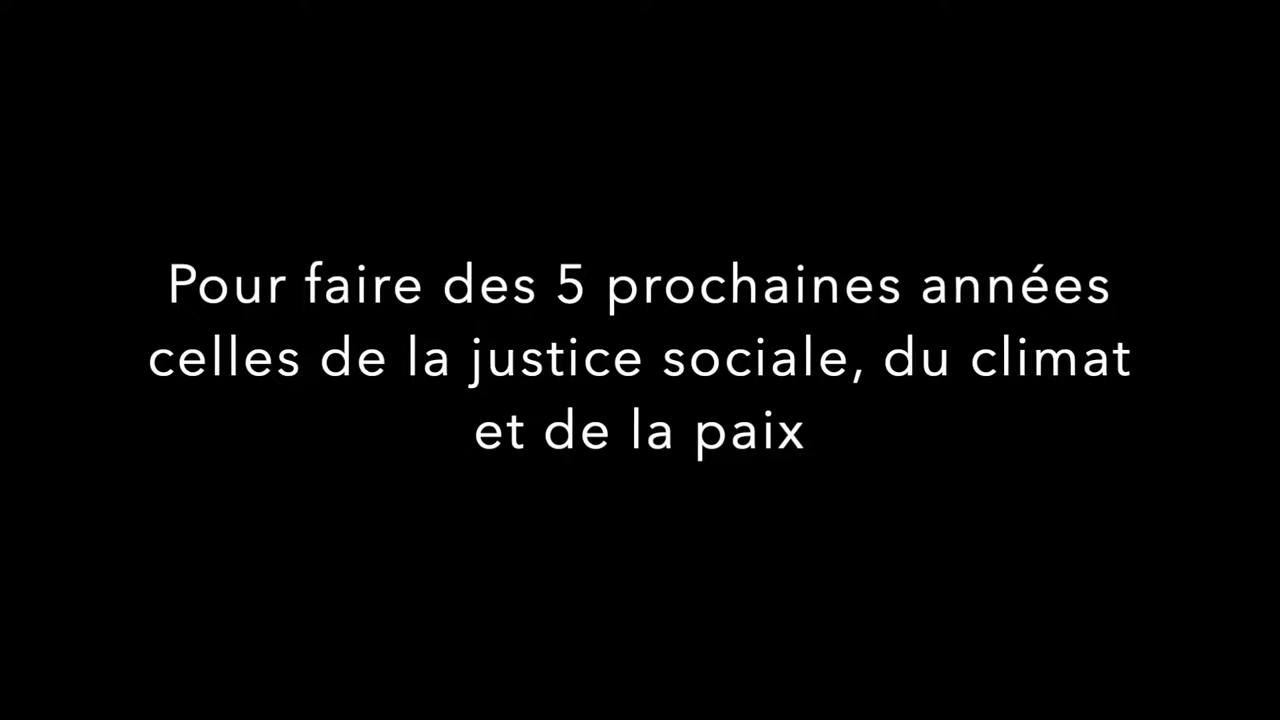 Pour faire des 5 prochaines années
celles de la justice sociale, du climat
et de la paix